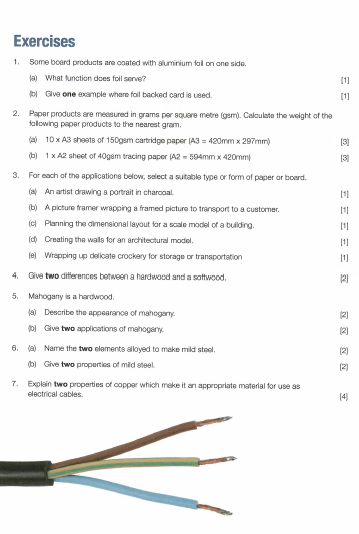 Exercises
1. Some board products are coated with aluminium foil on one side.
(a) What function does foil serve? [1]
(b) Give one example where foil backed card is used. [1]
2. Paper products are measured in grams per square metre (gsm). Calculate the weight of the
following paper products to the nearest gram.
(a) 10 x A3 sheets of 150gsm cartridge paper (A3 = 420mm x 297mm) [3]
(b) 1 x A2 sheet of 40gsm tracing paper (A2 = 594mm x 420mm) [3]
3. For each of the applications below, select a suitable type or form of paper or board.
(a) An artist drawing a portrait in charcoal. [1]
(b) A picture framer wrapping a framed picture to transport to a customer. [1]
(c) Planning the dimensional layout for a scale model of a building. [1]
(d) Creating the walls for an architectural model. [1]
(e) Wrapping up delicate crockery for storage or transportation [1]
4. Give two differences between a hardwood and a softwood. [2]
5. Mahogany is a hardwood.
(a) Describe the appearance of mahogany. [2]
(b) Give two applications of mahogany. [2]
6. (a) Name the two elements alloyed to make mild steel. [2]
(b) Give two properties of mild steel. [2]
7. Explain two properties of copper which make it an appropriate material for use as
electrical cables. [4]